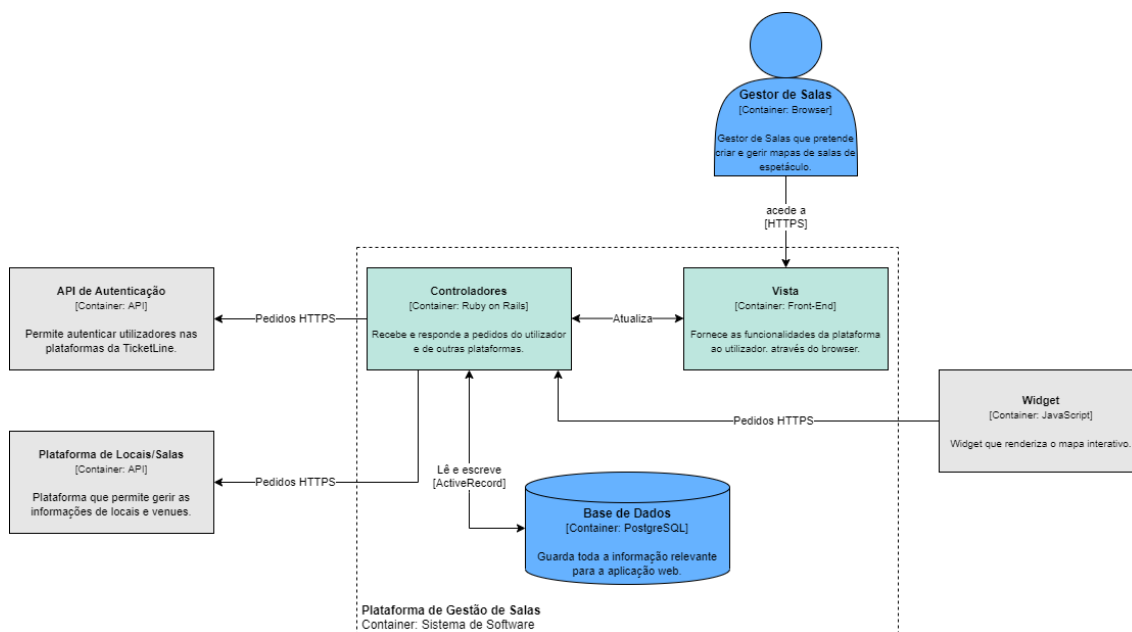 Gestor de Salas
[Container: Browser]
Gestor de Salas que pretende
criar e gerir mapas de salas de
espetáculo.
acede a
[HTTPS]
API de Autenticação
[Container: API]
Permite autenticar utilizadores nas
plataformas da TicketLine.
Pedidos HTTPS
Controladores
[Container: Ruby on Rails]
Recebe e responde a pedidos do utilizador
e de outras plataformas.
Atualiza
Vista
[Container: Front-End]
Fornece as funcionalidades da plataforma
ao utilizador. através do browser.
Widget
[Container: JavaScript]
Widget que renderiza o mapa interativo.
Pedidos HTTPS
Plataforma de Locais/Salas
[Container: API]
Plataforma que permite gerir as
informações de locais e venues.
Pedidos HTTPS
Lê e escreve
[ActiveRecord]
Base de Dados
[Container: PostgreSQL]
Guarda toda a informação relevante
para a aplicação web.
Plataforma de Gestão de Salas
Container: Sistema de Software